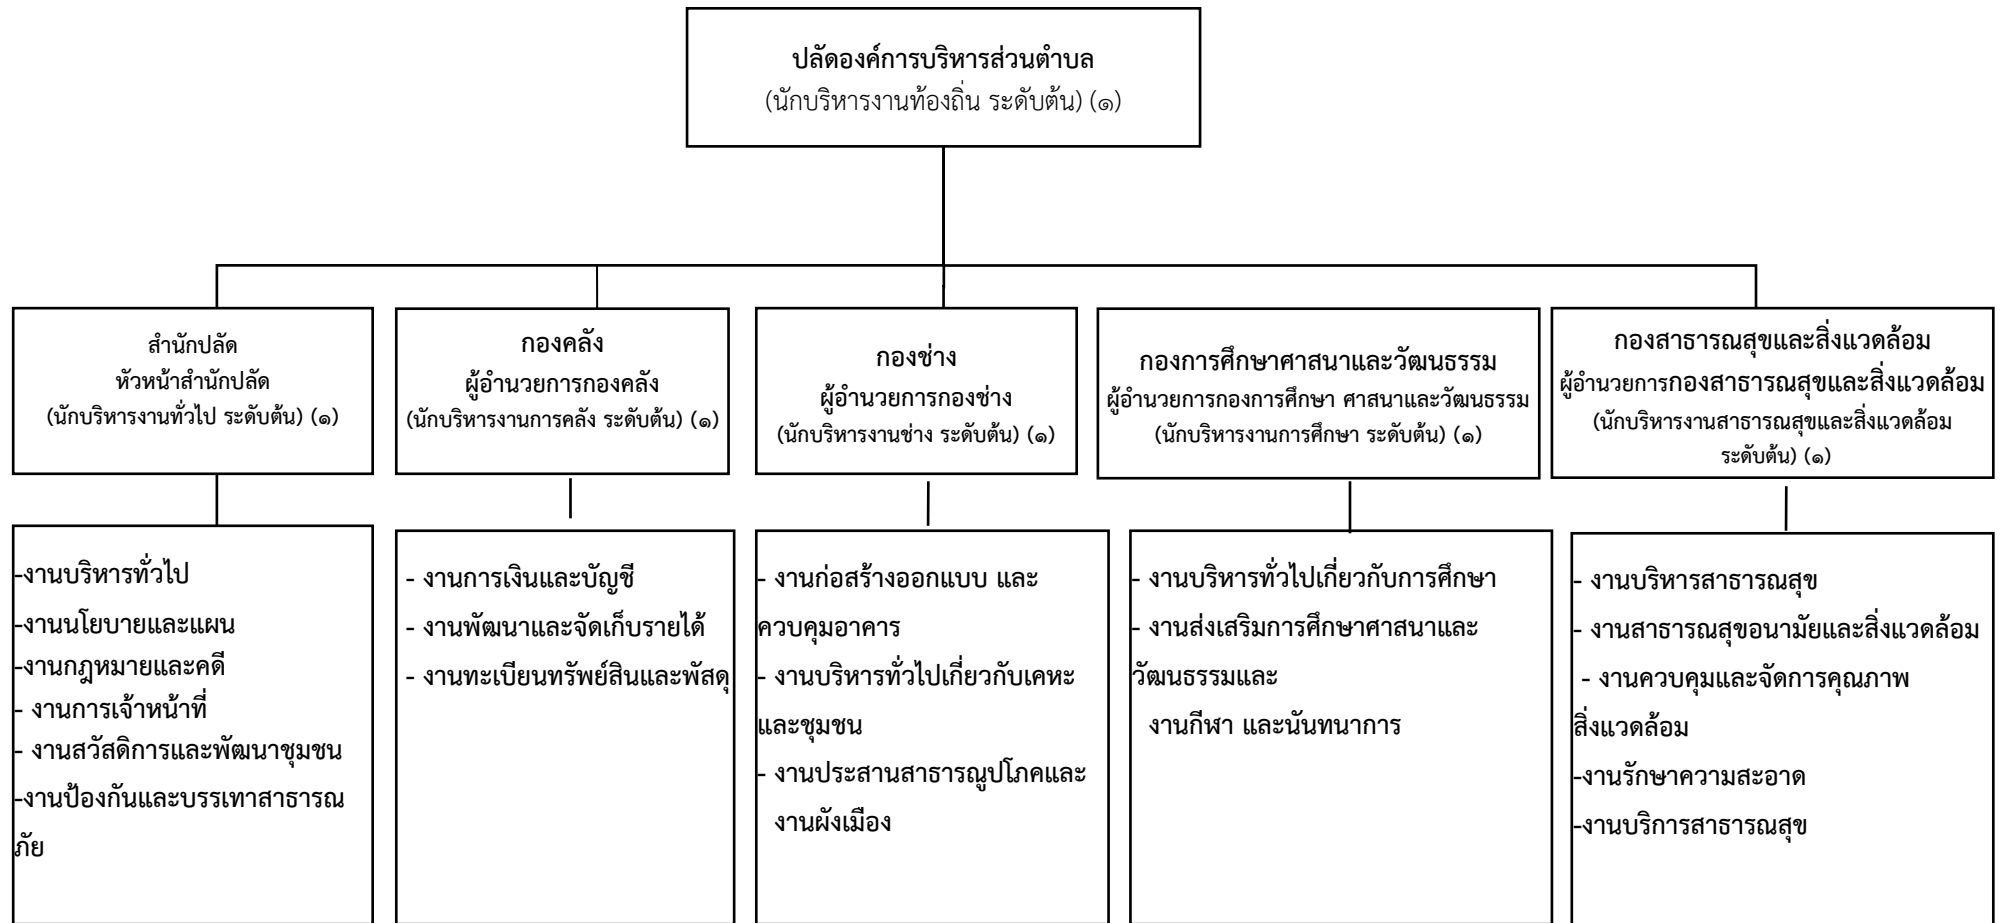 ปลัดองค์การบริหารส่วนตำบล
(นักบริหารงานท้องถิ่น ระดับต้น) (๑)
สำนักปลัด
หัวหน้าสำนักปลัด
(นักบริหารงานทั่วไป ระดับต้น) (๑)
กองคลัง
ผู้อำนวยการกองคลัง
(นักบริหารงานการคลัง ระดับต้น) (๑)
กองช่าง
ผู้อำนวยการกองช่าง
(นักบริหารงานช่าง ระดับต้น) (๑)
กองการศึกษาศาสนาและวัฒนธรรม
ผู้อำนวยการกองการศึกษา ศาสนาและวัฒนธรรม
(นักบริหารงานการศึกษา ระดับต้น) (๑)
กองสาธารณสุขและสิ่งแวดล้อม
ผู้อำนวยการกองสาธารณสุขและสิ่งแวดล้อม
(นักบริหารงานสาธารณสุขและสิ่งแวดล้อม
ระดับต้น) (๑)
-งานบริหารทั่วไป
-งานนโยบายและแผน
-งานกฎหมายและคดี
- งานการเจ้าหน้าที่
- งานสวัสดิการและพัฒนาชุมชน
-งานป้องกันและบรรเทาสาธารณ
ภัย
- งานการเงินและบัญชี
- งานพัฒนาและจัดเก็บรายได้
- งานทะเบียนทรัพย์สินและพัสดุ
- งานก่อสร้างออกแบบ และ
ควบคุมอาคาร
- งานบริหารทั่วไปเกี่ยวกับเคหะ
และชุมชน
- งานประสานสาธารณูปโภคและ
งานผังเมือง
- งานบริหารทั่วไปเกี่ยวกับการศึกษา
- งานส่งเสริมการศึกษาศาสนาและ
วัฒนธรรมและ
งานกีฬา และนันทนาการ
- งานบริหารสาธารณสุข
- งานสาธารณสุขอนามัยและสิ่งแวดล้อม
- งานควบคุมและจัดการคุณภาพ
สิ่งแวดล้อม
-งานรักษาความสะอาด
-งานบริการสาธารณสุข